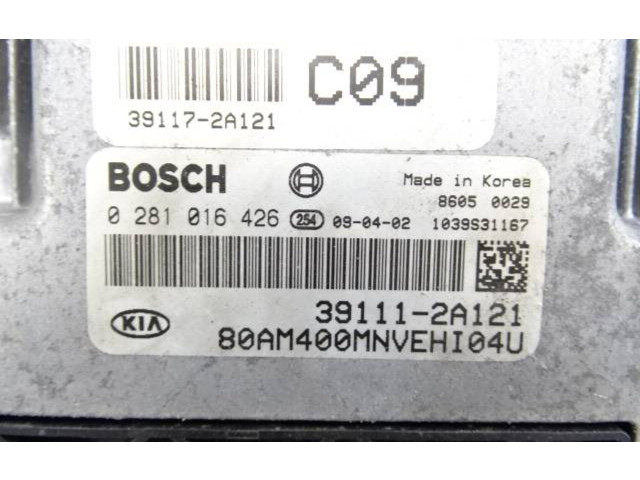 C09
39117-2A121
BOSCH
Made in Korea
8605 0029
0 281 016 426 254 09-04-02 1039S31167
KIA
39111-2A121
80AM400MNVEHI04U